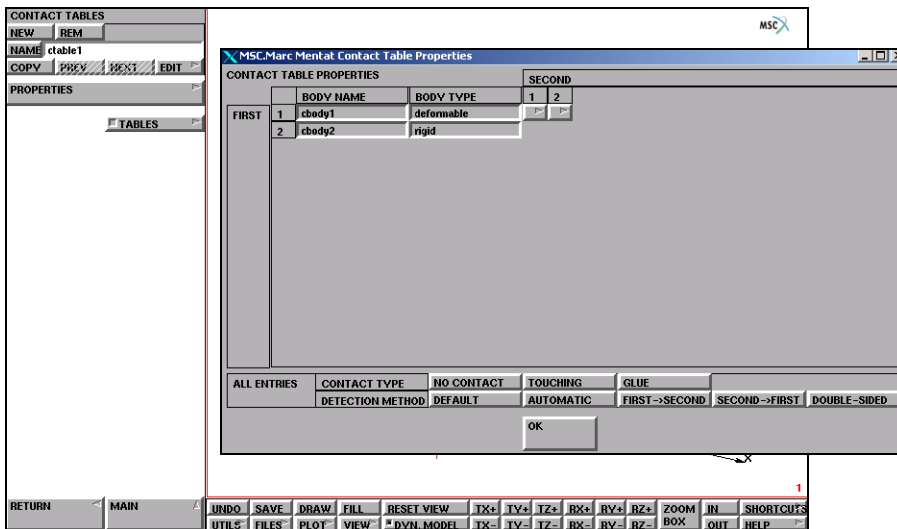 CONTACT TABLES
NEW REM
NAME ctable1
COPY PREV NEXT EDIT
PROPERTIES
TABLES
MSC
MSC.Marc Mentat Contact Table Properties
CONTACT TABLE PROPERTIES SECOND
BODY NAME BODY TYPE 1 2
FIRST 1 cbody1 deformable
2 cbody2 rigid
ALL ENTRIES CONTACT TYPE NO CONTACT TOUCHING GLUE
DETECTION METHOD DEFAULT AUTOMATIC FIRST->SECOND SECOND->FIRST DOUBLE-SIDED
OK
X
1
RETURN MAIN
UNDO SAVE DRAW FILL RESET VIEW TX+ TY+ TZ+ RX+ RY+ RZ+ ZOOM BOX IN SHORTCUTS
UTILS FILES PLOT VIEW DYN. MODEL TX- TY- TZ- RX- RY- RZ- OUT HELP